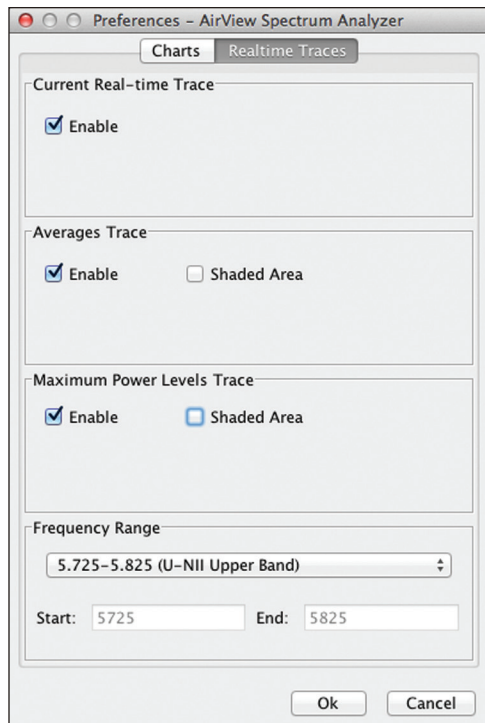 Preferences – AirView Spectrum Analyzer
Charts Realtime Traces
Current Real-time Trace
Enable
Averages Trace
Enable Shaded Area
Maximum Power Levels Trace
Enable Shaded Area
Frequency Range
5.725-5.825 (U-NII Upper Band)
Start: 5725 End: 5825
Ok Cancel